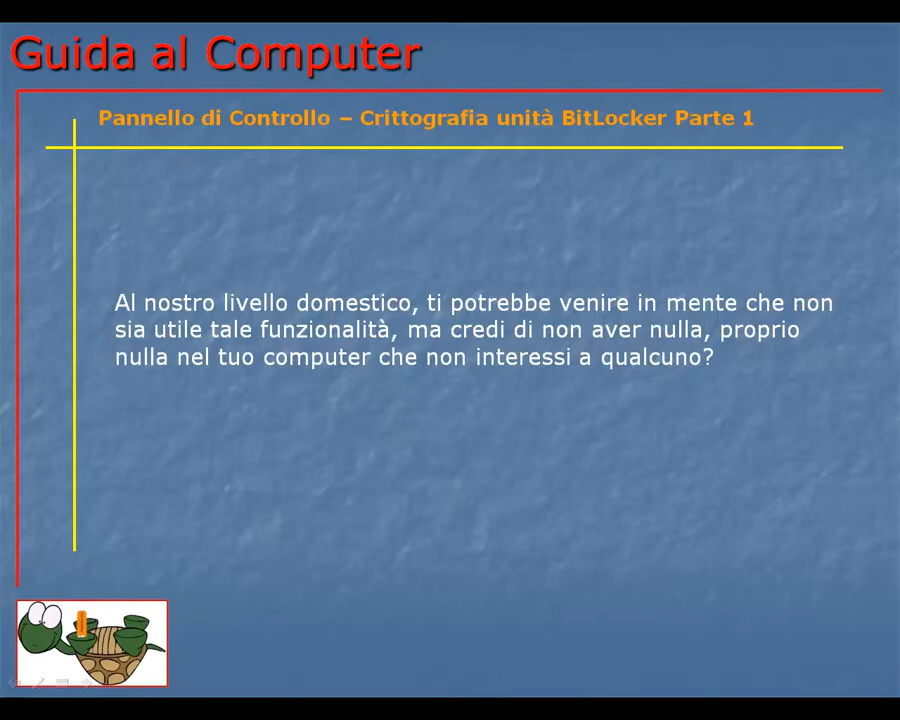 Guida al Computer
Pannello di Controllo – Crittografia unità BitLocker Parte 1
Al nostro livello domestico, ti potrebbe venire in mente che non
sia utile tale funzionalità, ma credi di non aver nulla, proprio
nulla nel tuo computer che non interessi a qualcuno?